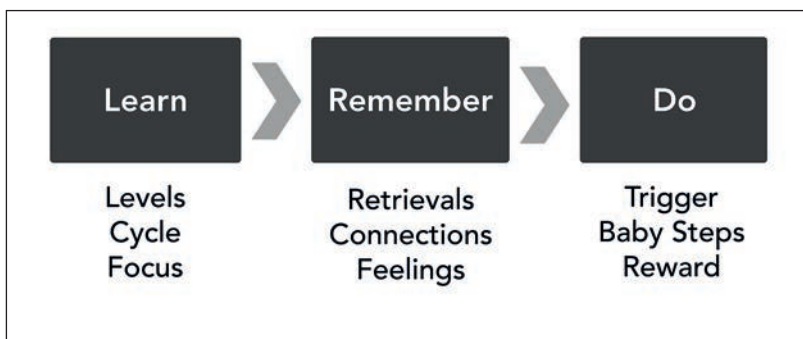 Learn
Levels
Cycle
Focus
Remember
Retrievals
Connections
Feelings
Do
Trigger
Baby Steps
Reward